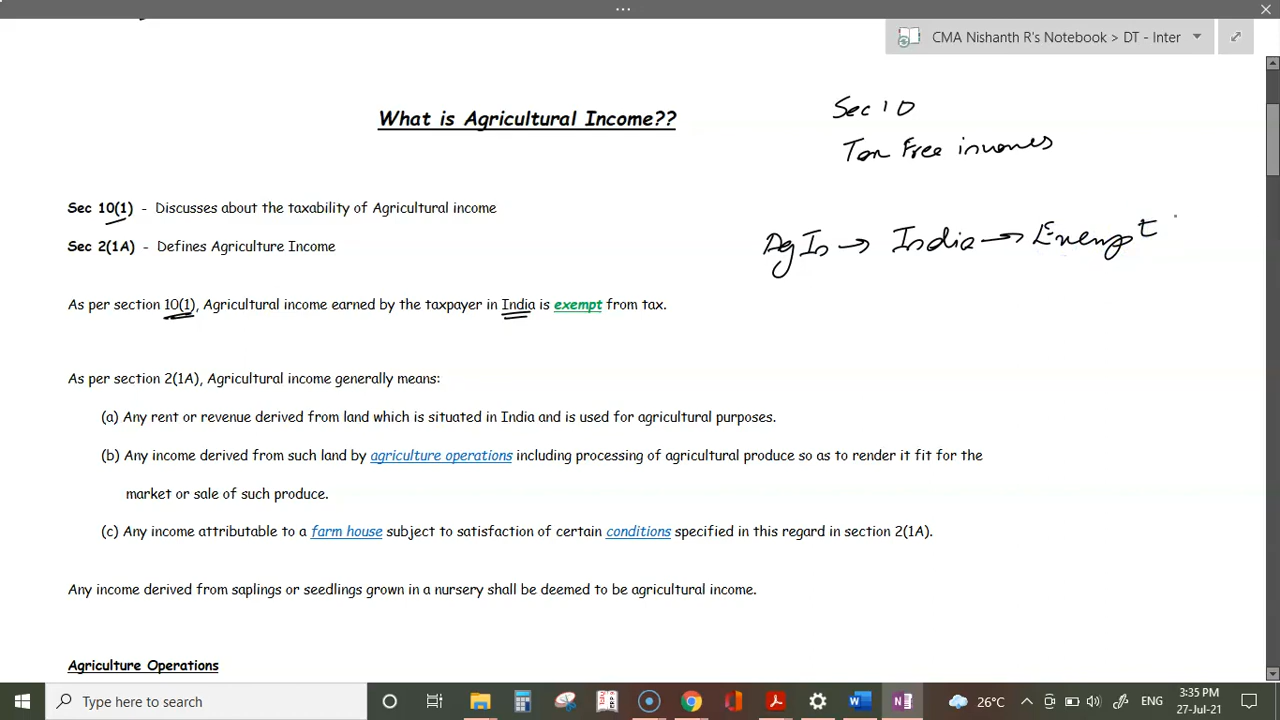 ...
CMA Nishanth R's Notebook > DT - Inter
What is Agricultural Income??
Sec 10
Tax Free incomes
Sec 10(1) - Discusses about the taxability of Agricultural income
Ag In → India → Exempt
Sec 2(1A) - Defines Agriculture Income
As per section 10(1), Agricultural income earned by the taxpayer in India is exempt from tax.
As per section 2(1A), Agricultural income generally means:
(a) Any rent or revenue derived from land which is situated in India and is used for agricultural purposes.
(b) Any income derived from such land by agriculture operations including processing of agricultural produce so as to render it fit for the
market or sale of such produce.
(c) Any income attributable to a farm house subject to satisfaction of certain conditions specified in this regard in section 2(1A).
Any income derived from saplings or seedlings grown in a nursery shall be deemed to be agricultural income.
Agriculture Operations
Type here to search
26°C
ENG
3:35 PM
27-Jul-21